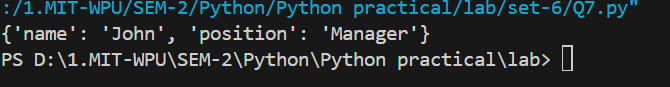 :/1.MIT-WPU/SEM-2/Python/Python practical/lab/set-6/Q7.py"
{'name': 'John', 'position': 'Manager'}
PS D:\1.MIT-WPU\SEM-2\Python\Python practical\lab>